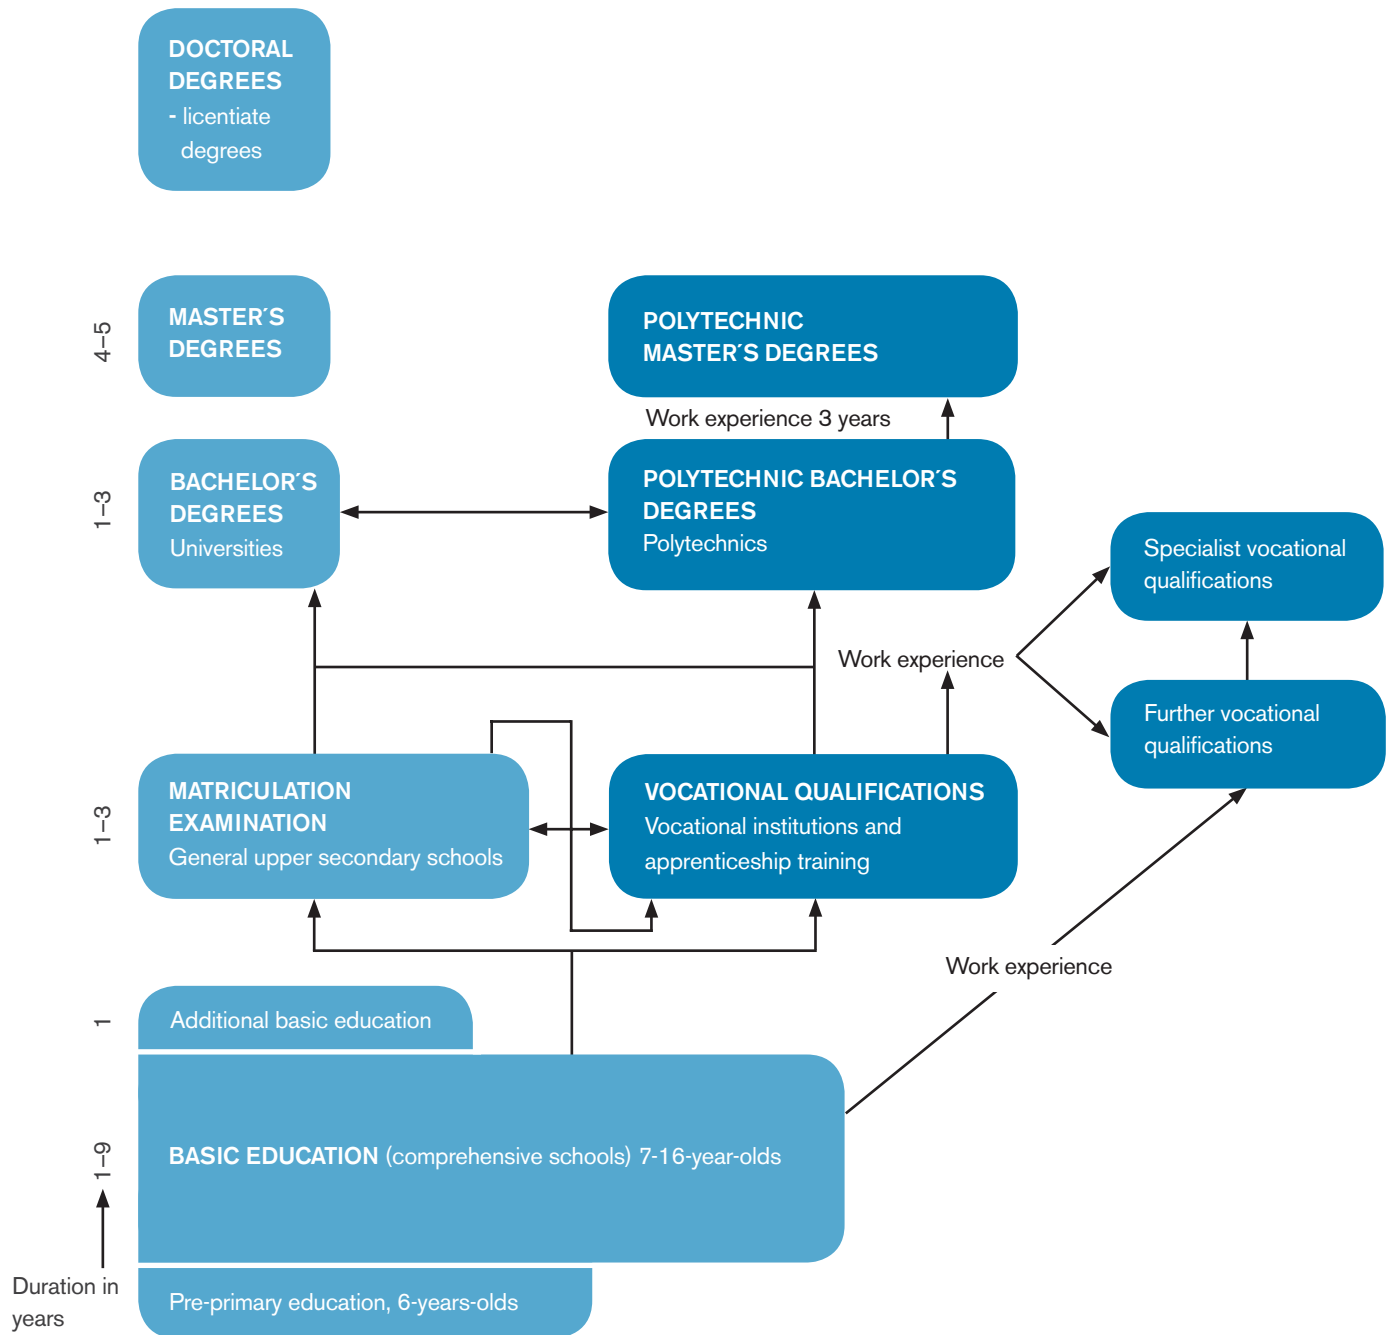 DOCTORAL
DEGREES
- licentiate
degrees
4–5
MASTER´S
DEGREES
POLYTECHNIC
MASTER´S DEGREES
Work experience 3 years
1–3
BACHELOR´S
DEGREES
Universities
POLYTECHNIC BACHELOR´S
DEGREES
Polytechnics
Specialist vocational
qualifications
Work experience
Further vocational
qualifications
1–3
MATRICULATION
EXAMINATION
General upper secondary schools
VOCATIONAL QUALIFICATIONS
Vocational institutions and
apprenticeship training
Work experience
1
Additional basic education
1–9
BASIC EDUCATION (comprehensive schools) 7-16-year-olds
Duration in
years
Pre-primary education, 6-years-olds